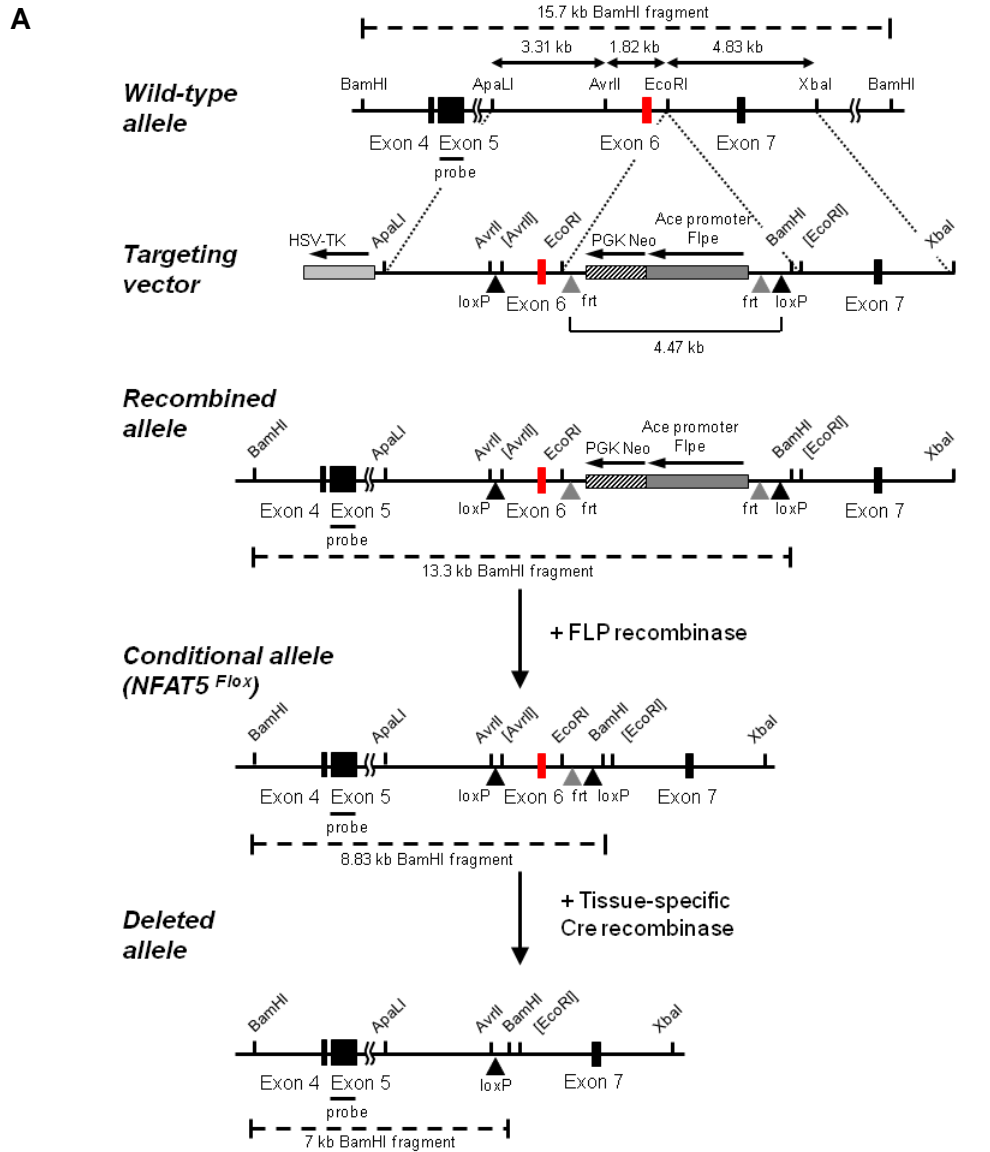 A
15.7 kb BamHI fragment
3.31 kb 1.82 kb 4.83 kb
Wild-type
allele
BamHI ApaLI AvrII EcoRI XbaI BamHI
Exon 4 Exon 5 Exon 6 Exon 7
probe
Targeting
vector
HSV-TK ApaLI AvrII [AvrII] EcoRI PGK Neo Ace promoter
Flpe BamHI [EcoRI] XbaI
loxP Exon 6 frt frt loxP Exon 7
4.47 kb
Recombined
allele
BamHI ApaLI AvrII [AvrII] EcoRI PGK Neo Ace promoter
Flpe BamHI [EcoRI] XbaI
Exon 4 Exon 5 loxP Exon 6 frt frt loxP Exon 7
probe
13.3 kb BamHI fragment
+ FLP recombinase
Conditional allele
(NFAT5 Flox)
BamHI ApaLI AvrII [AvrII] EcoRI BamHI [EcoRI] XbaI
Exon 4 Exon 5 loxP Exon 6 frt loxP Exon 7
probe
8.83 kb BamHI fragment
+ Tissue-specific
Cre recombinase
Deleted
allele
BamHI ApaLI AvrII BamHI [EcoRI] XbaI
Exon 4 Exon 5 loxP Exon 7
probe
7 kb BamHI fragment